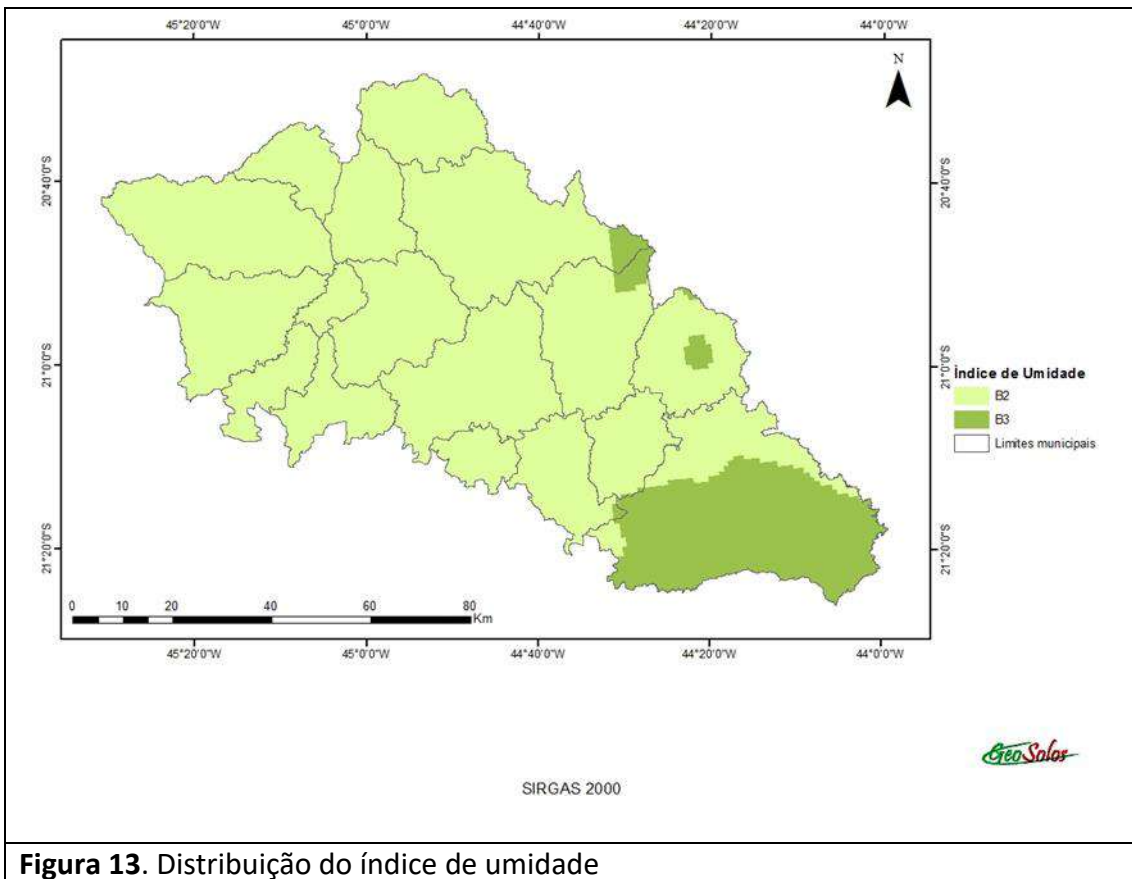 45°20'0"W 45°0'0"W 44°40'0"W 44°20'0"W 44°0'0"W
N
20°40'0"S 20°40'0"S
21°0'0"S 21°0'0"S
21°20'0"S 21°20'0"S
Índice de Umidade
B2
B3
Limites municipais
0 10 20 40 60 80
Km
45°20'0"W 45°0'0"W 44°40'0"W 44°20'0"W 44°0'0"W
GeoSolos
SIRGAS 2000
Figura 13. Distribuição do índice de umidade